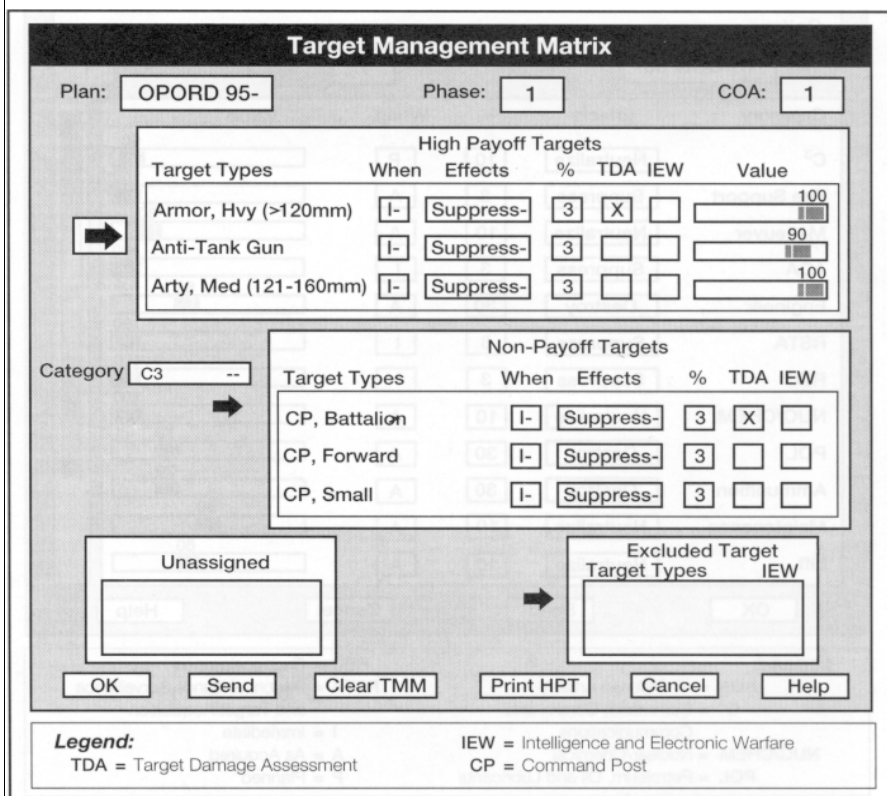 Target Management Matrix
Plan: OPORD 95- Phase: 1 COA: 1
High Payoff Targets
Target Types When Effects % TDA IEW Value
Armor, Hvy (>120mm) I- Suppress- 3 X 100
Anti-Tank Gun I- Suppress- 3 90
Arty, Med (121-160mm) I- Suppress- 3 100
Non-Payoff Targets
Category C3 --
Target Types When Effects % TDA IEW
CP, Battalion I- Suppress- 3 X
CP, Forward I- Suppress- 3
CP, Small I- Suppress- 3
Unassigned
Excluded Target
Target Types IEW
OK Send Clear TMM Print HPT Cancel Help
Legend:
TDA = Target Damage Assessment
IEW = Intelligence and Electronic Warfare
CP = Command Post